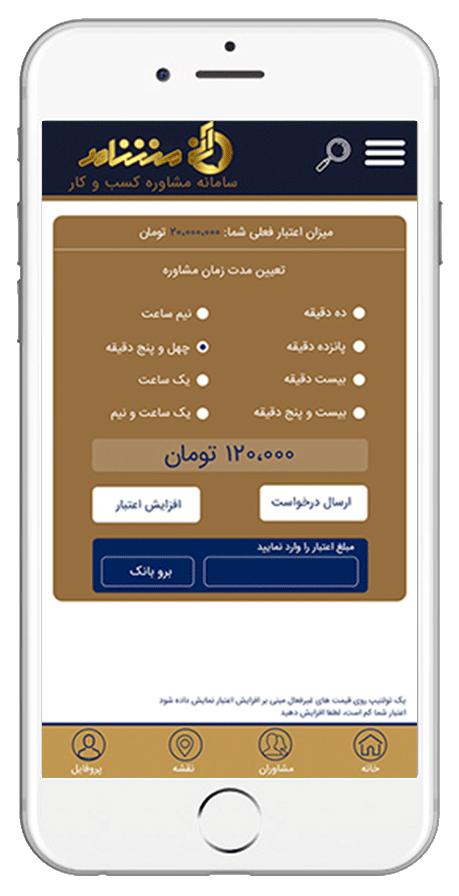 سامانه مشاوره کسب و کار
میزان اعتبار فعلی شما: ۲۰،۰۰۰،۰۰۰ تومان
تعیین مدت زمان مشاوره
ده دقیقه
نیم ساعت
پانزده دقیقه
چهل و پنج دقیقه
بیست دقیقه
یک ساعت
بیست و پنج دقیقه
یک ساعت و نیم
۱۲۰،۰۰۰ تومان
ارسال درخواست
افزایش اعتبار
مبلغ اعتبار را وارد نمایید
برو بانک
یک تولتیپ روی قیمت های غیرفعال مبنی بر افزایش اعتبار نمایش داده شود
اعتبار شما کم است، لطفا افزایش دهید
خانه
مشاوران
نقشه
پروفایل